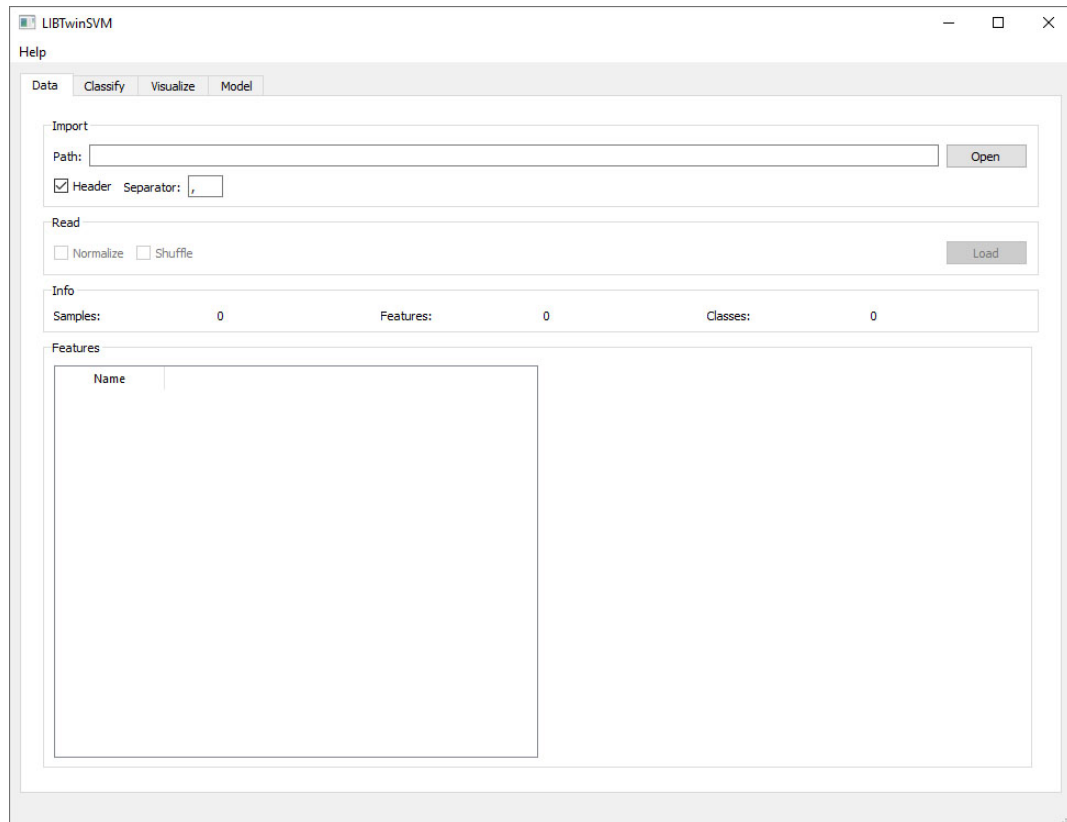 LIBTwinSVM
Help
Data Classify Visualize Model
Import
Path: Open
Header Separator: ,
Read
Normalize Shuffle Load
Info
Samples: 0 Features: 0 Classes: 0
Features
Name